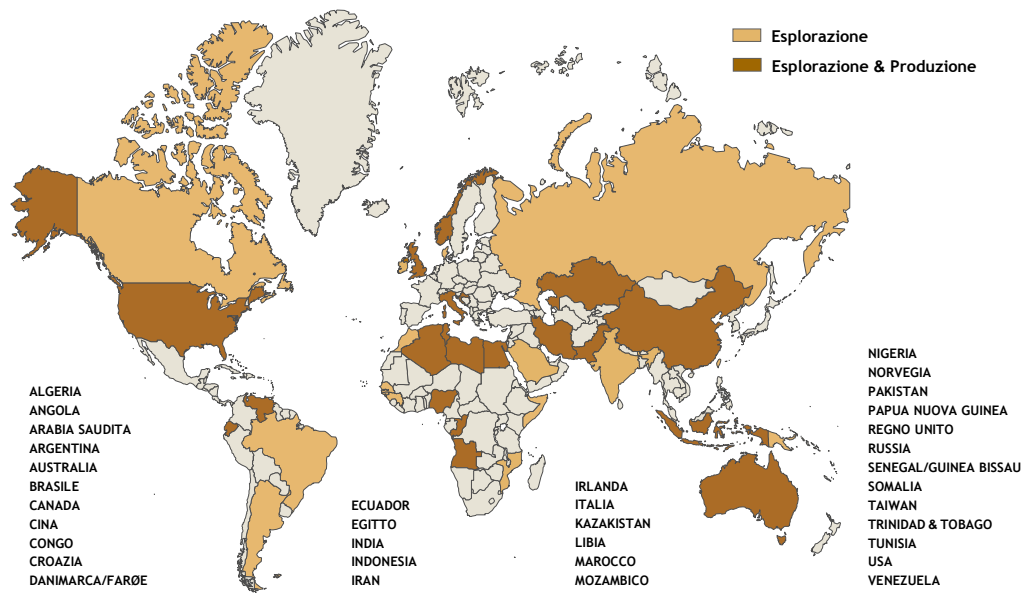 Esplorazione
Esplorazione & Produzione
ALGERIA
ANGOLA
ARABIA SAUDITA
ARGENTINA
AUSTRALIA
BRASILE
CANADA
CINA
CONGO
CROAZIA
DANIMARCA/FARØE
ECUADOR
EGITTO
INDIA
INDONESIA
IRAN
IRLANDA
ITALIA
KAZAKISTAN
LIBIA
MAROCCO
MOZAMBICO
NIGERIA
NORVEGIA
PAKISTAN
PAPUA NUOVA GUINEA
REGNO UNITO
RUSSIA
SENEGAL/GUINEA BISSAU
SOMALIA
TAIWAN
TRINIDAD & TOBAGO
TUNISIA
USA
VENEZUELA